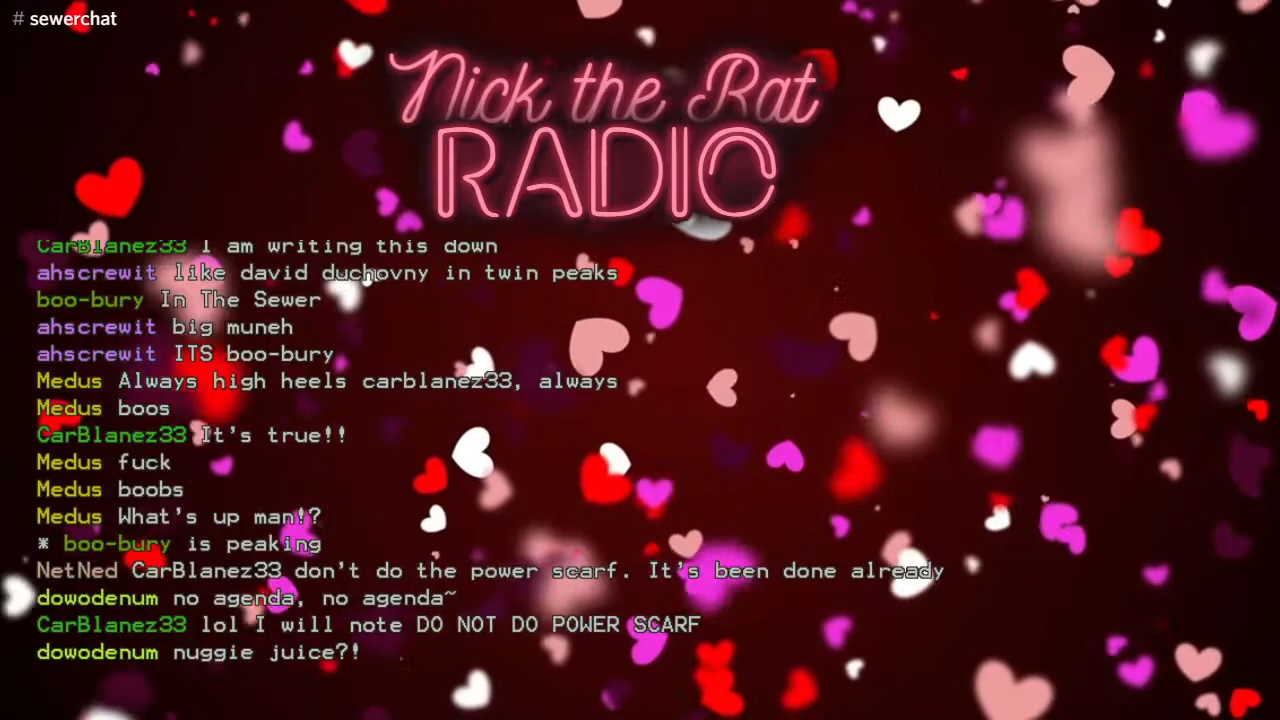 # sewerchat
Nick the Rat
RADIO
CarBlanez33 I am writing this down
ahscrewit like david duchovny in twin peaks
boo-bury In The Sewer
ahscrewit big muneh
ahscrewit ITS boo-bury
Medus Always high heels carblanez33, always
Medus boos
CarBlanez33 It's true!!
Medus fuck
Medus boobs
Medus What's up man!?
* boo-bury is peaking
NetNed CarBlanez33 don't do the power scarf. It's been done already
dowodenum no agenda, no agenda~
CarBlanez33 lol I will note DO NOT DO POWER SCARF
dowodenum nuggie juice?!